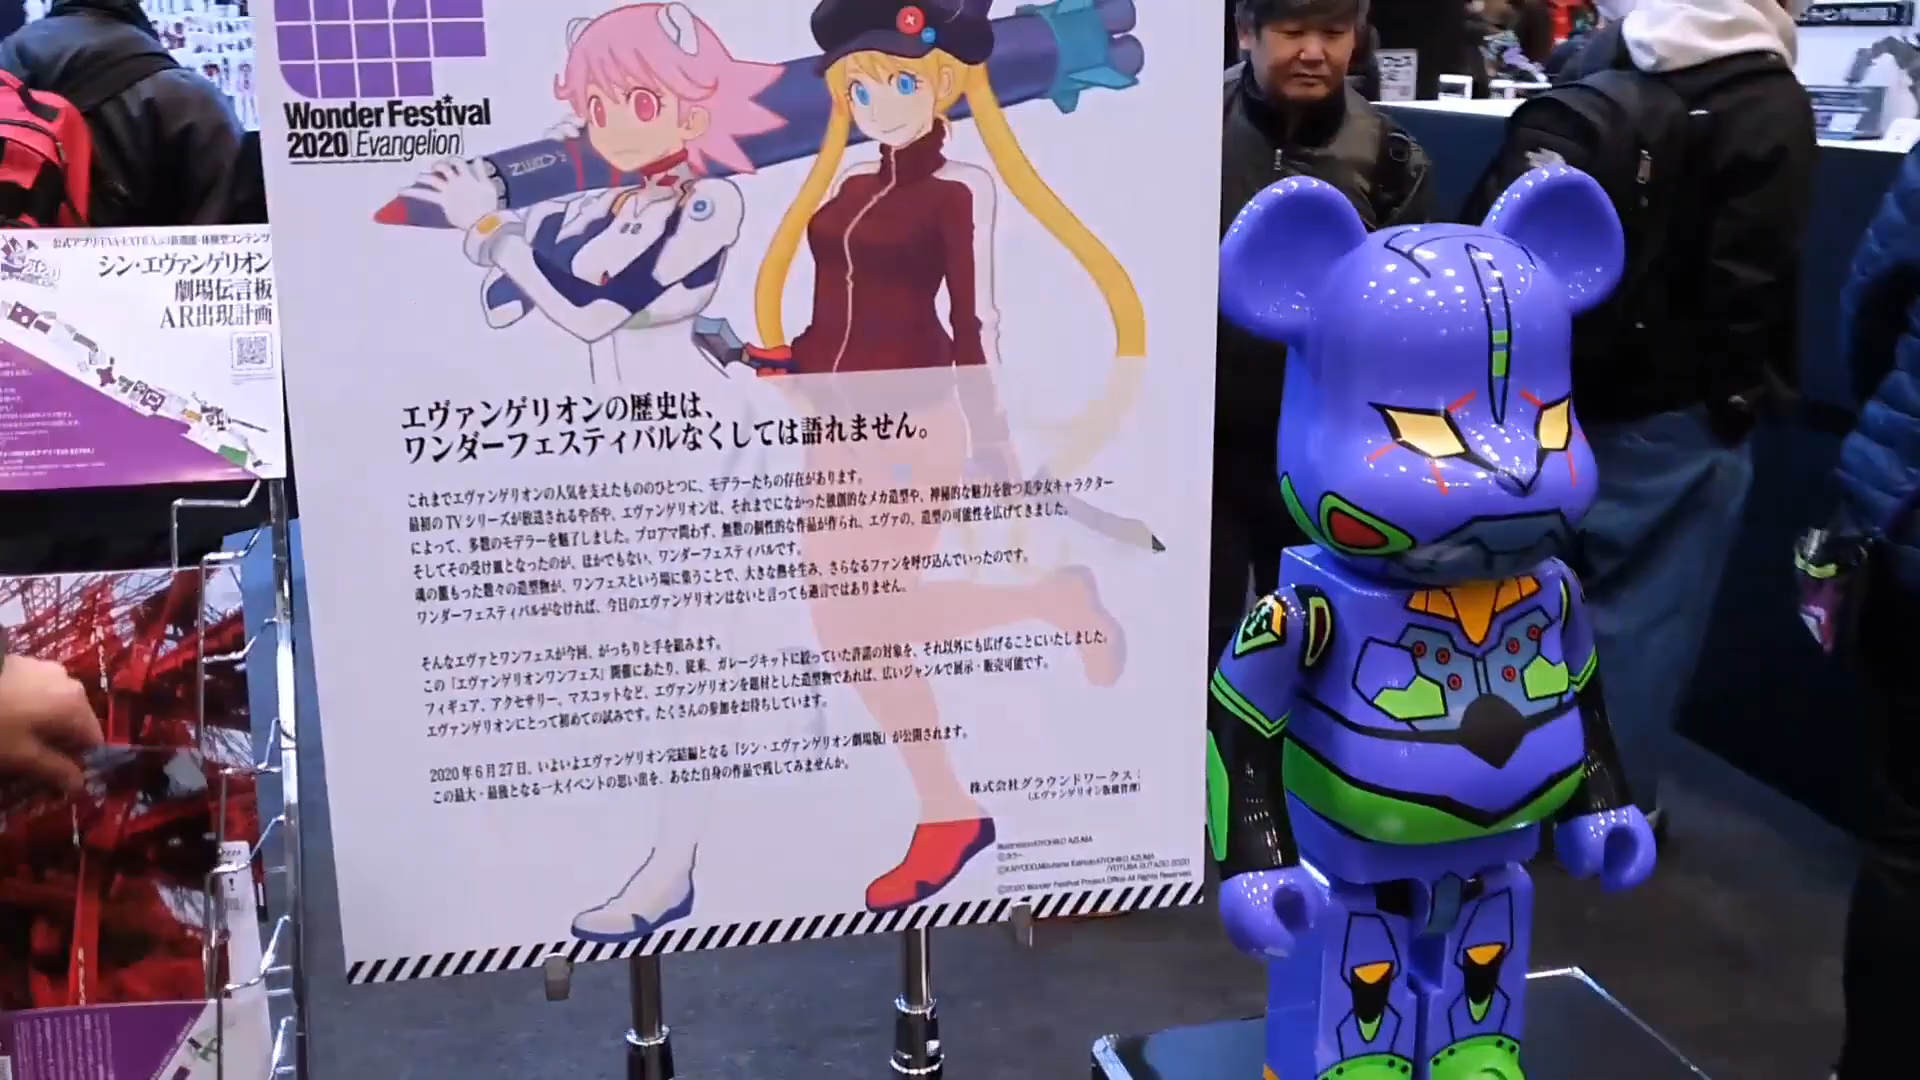 Wonder Festival
2020[Evangelion]
エヴァンゲリオンの歴史は、
ワンダーフェスティバルなくしては語れません。
これまでエヴァンゲリオンの人気を支えたもののひとつに、モデラーたちの存在があります。
最初のTVシリーズが放送されるや否や、エヴァンゲリオンは、それまでになかった独創的なメカ造型や、神秘的な魅力を放つ美少女キャラクター
によって、多数のモデラーを魅了しました。プロアマ問わず、無数の個性的な作品が作られ、エヴァの、造型の可能性を広げてきました。
そしてその受け皿となったのが、ほかでもない、ワンダーフェスティバルです。
魂の籠もった数々の造型物が、ワンフェスという場に集うことで、大きな熱を生み、さらなるファンを呼び込んでいったのです。
ワンダーフェスティバルがなければ、今日のエヴァンゲリオンはないと言っても過言ではありません。
そんなエヴァとワンフェスが今回、がっちりと手を組みます。
この「エヴァンゲリオンワンフェス」開催にあたり、従来、ガレージキットに絞っていた許諾の対象を、それ以外にも広げることにいたしました。
フィギュア、アクセサリー、マスコットなど、エヴァンゲリオンを題材とした造型物であれば、広いジャンルで展示・販売可能です。
エヴァンゲリオンにとって初めての試みです。たくさんの参加をお待ちしています。
2020年6月27日、いよいよエヴァンゲリオン完結編となる「シン・エヴァンゲリオン劇場版」が公開されます。
この最大・最後となる一大イベントの思い出を、あなた自身の作品で残してみませんか。
株式会社グラウンドワークス:
(エヴァンゲリオン版権管理)
Illustration:KIYOHIKO AZUMA
©カラー
©2020 Wonder Festival Project Office All Rights Reserved.
公式アプリ「EVA-EXTRA」の新機能・体験型コンテンツ
シン・エヴァンゲリオン
劇場伝言板
AR出現計画